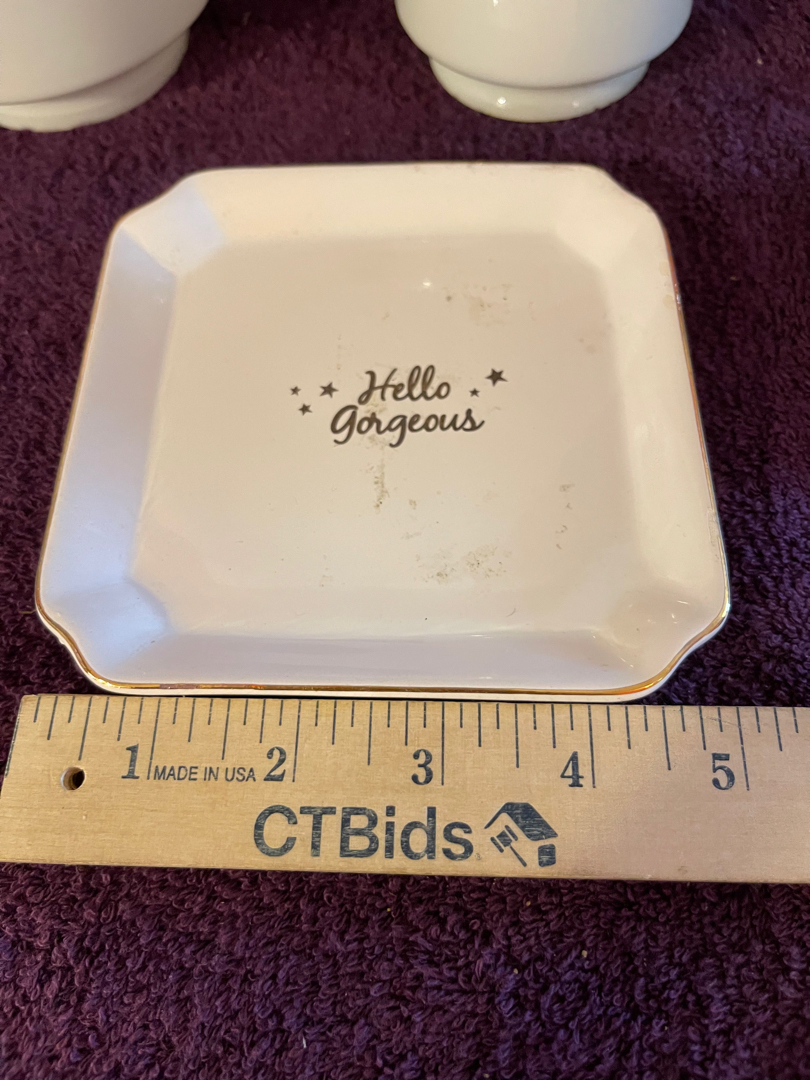 Hello
Gorgeous
1 2 3 4 5
MADE IN USA
CTBids